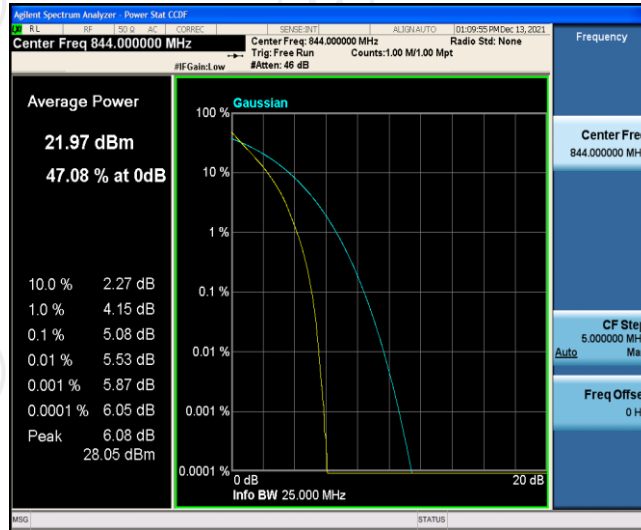 Agilent Spectrum Analyzer - Power Stat CCDF
RL RF 50 Ω AC CORREC SENSE:INT ALIGNAUTO 01:09:55 PM Dec 13, 2021
Center Freq 844.000000 MHz
Center Freq: 844.000000 MHz Radio Std: None
Trig: Free Run Counts:1.00 M/1.00 Mpt
#IFGain:Low #Atten: 46 dB
Frequency
Average Power
21.97 dBm
47.08 % at 0dB
10.0 % 2.27 dB
1.0 % 4.15 dB
0.1 % 5.08 dB
0.01 % 5.53 dB
0.001 % 5.87 dB
0.0001 % 6.05 dB
Peak 6.08 dB
28.05 dBm
Gaussian
100 %
10 %
1 %
0.1 %
0.01 %
0.001 %
0.0001 %
0 dB 20 dB
Info BW 25.000 MHz
Center Fre
844.000000 MH
CF Step
5.000000 MH
Auto Ma
Freq Offse
0 H
MSG STATUS